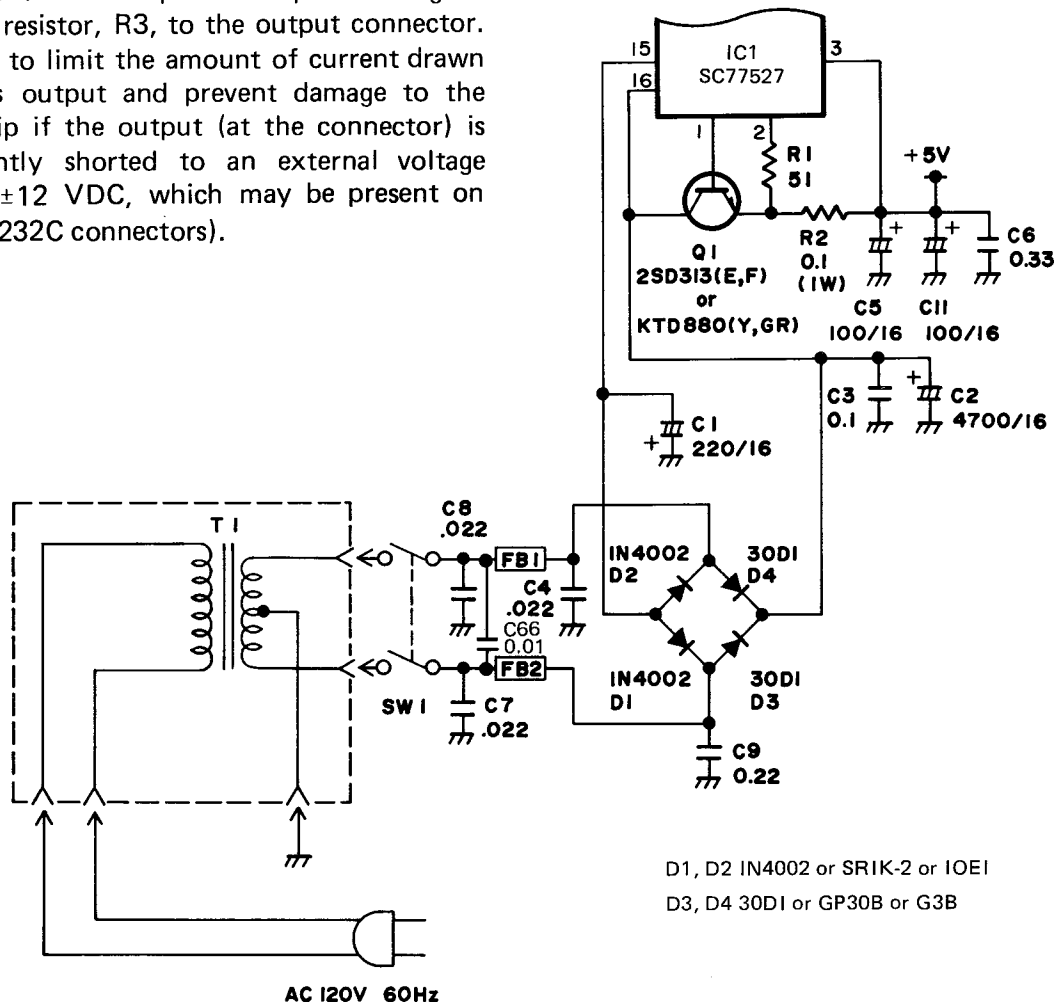 resistor, R3, to the output connector.
to limit the amount of current drawn
s output and prevent damage to the
ip if the output (at the connector) is
ntly shorted to an external voltage
±12 VDC, which may be present on
232C connectors).
15
16
IC1
SC77527
3
1
2
R1
51
+5V
Q1
2SD313(E,F)
or
KTD880(Y,GR)
R2
0.1
(1W)
+
+
C6
0.33
C5
100/16
C11
100/16
C3
0.1
+
C2
4700/16
+
C1
220/16
T1
C8
.022
FB1
C4
.022
C66
0.01
FB2
SW1
C7
.022
1N4002
D2
30D1
D4
1N4002
D1
30D1
D3
C9
0.22
D1, D2 IN4002 or SRIK-2 or IOEI
D3, D4 30DI or GP30B or G3B
AC 120V 60Hz